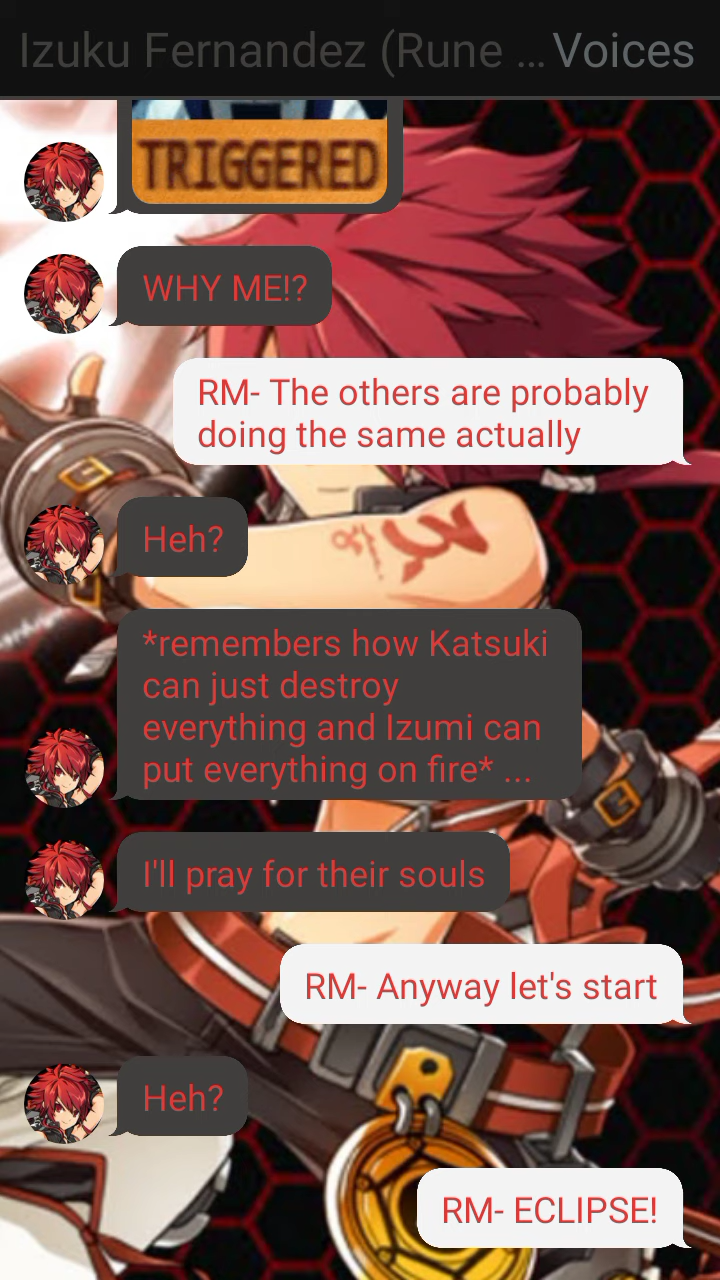 Izuku Fernandez (Rune ... Voices
TRIGGERED
WHY ME!?
RM- The others are probably
doing the same actually
Heh?
*remembers how Katsuki
can just destroy
everything and Izumi can
put everything on fire* ...
I'll pray for their souls
RM- Anyway let's start
Heh?
RM- ECLIPSE!